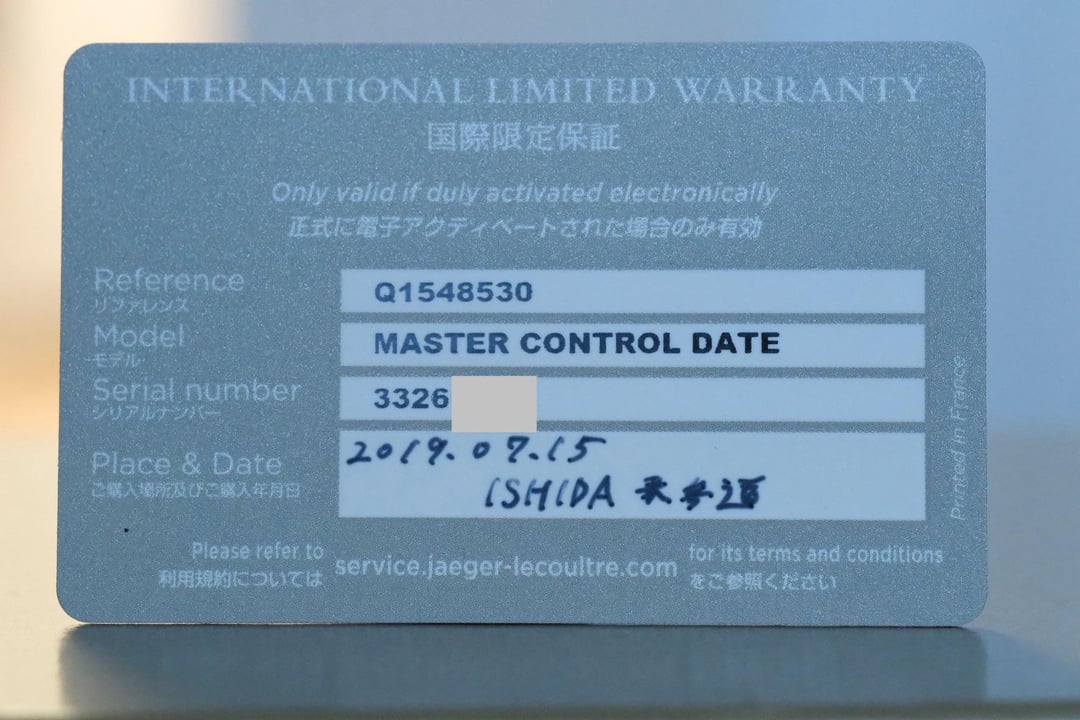 INTERNATIONAL LIMITED WARRANTY
国際限定保証
Only valid if duly activated electronically
正式に電子アクティベートされた場合のみ有効
Reference
リファレンス
Q1548530
Model
モデル
MASTER CONTROL DATE
Serial number
シリアルナンバー
3326
Place & Date
ご購入場所及びご購入年月日
2019.07.15
ISHIDA 表参道
Please refer to
利用規約については
service.jaeger-lecoultre.com
for its terms and conditions
をご参照ください
Printed in France